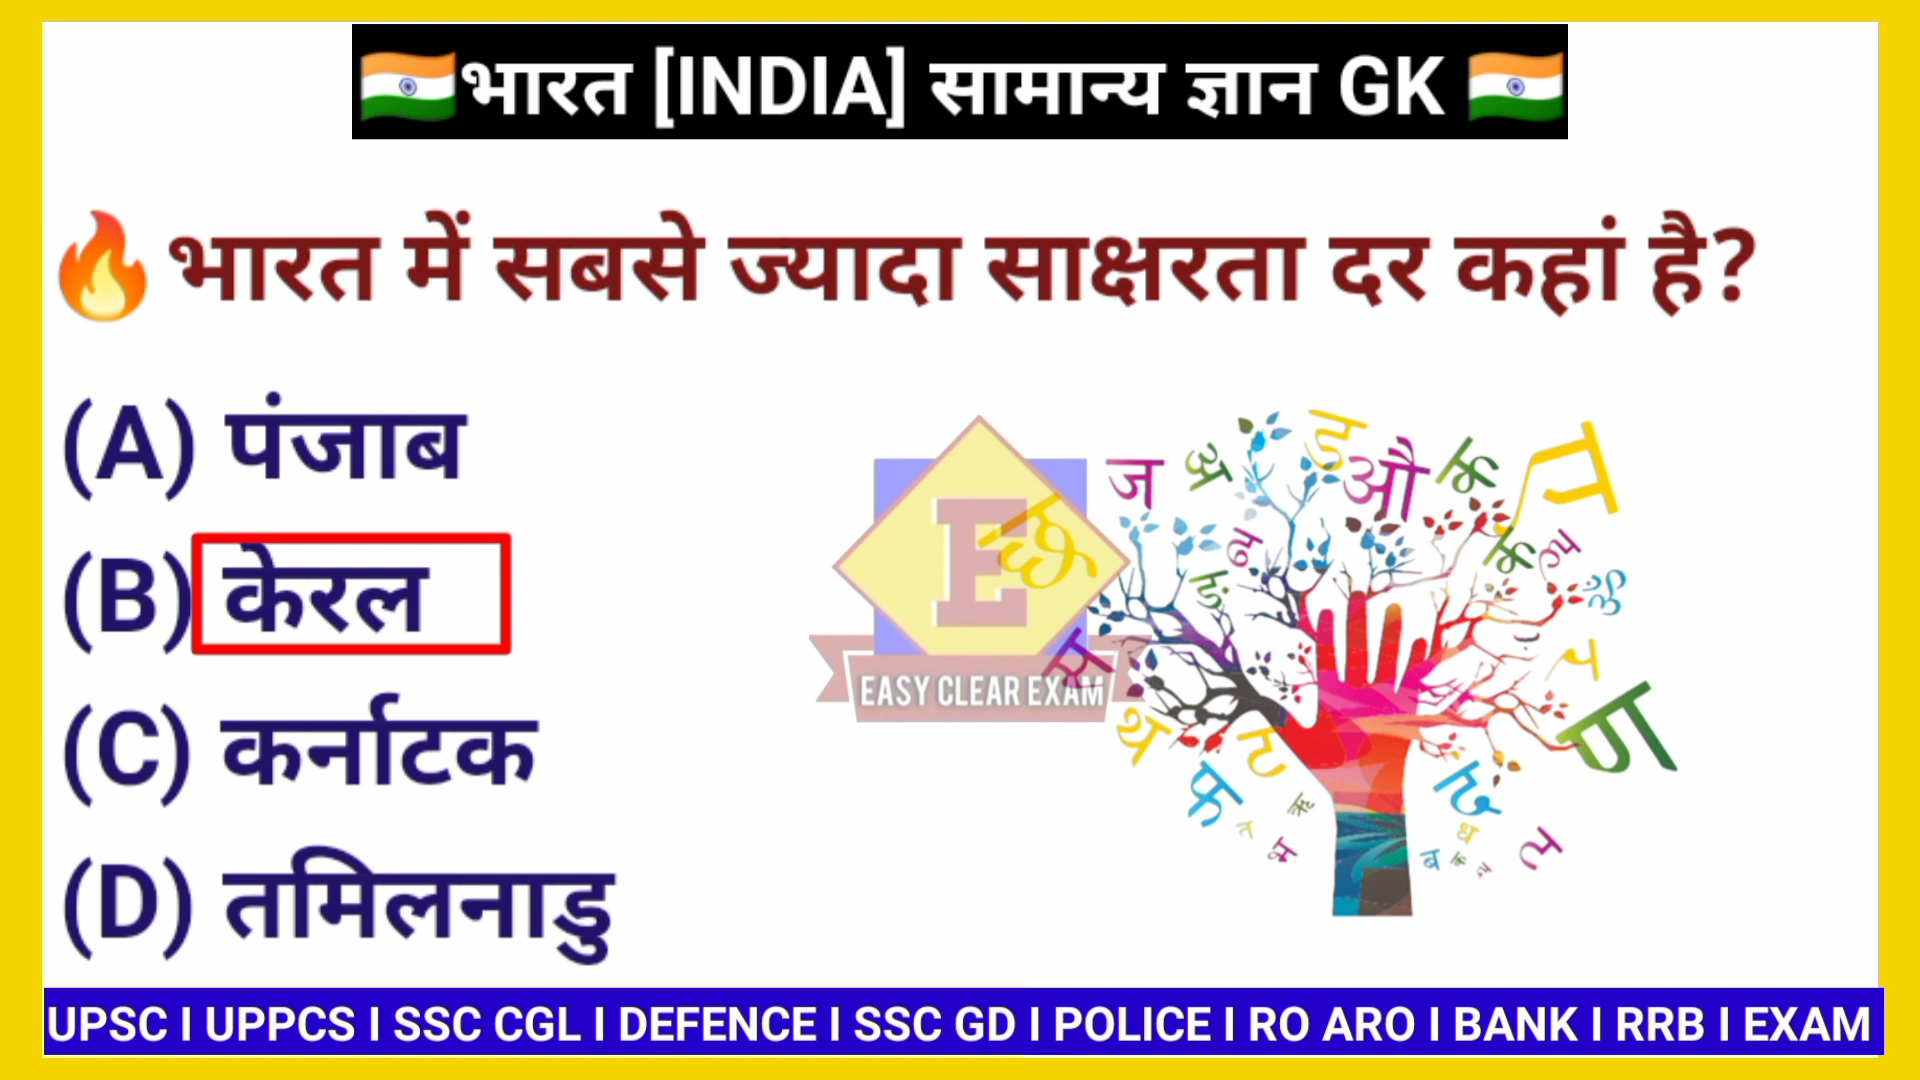 भारत [INDIA] सामान्य ज्ञान GK
भारत में सबसे ज्यादा साक्षरता दर कहां है?
(A) पंजाब
(B) केरल
(C) कर्नाटक
(D) तमिलनाडु
E
EASY CLEAR EXAM
ज अ ड औ क
थ फ ण
UPSC I UPPCS I SSC CGL I DEFENCE I SSC GD I POLICE I RO ARO I BANK I RRB I EXAM